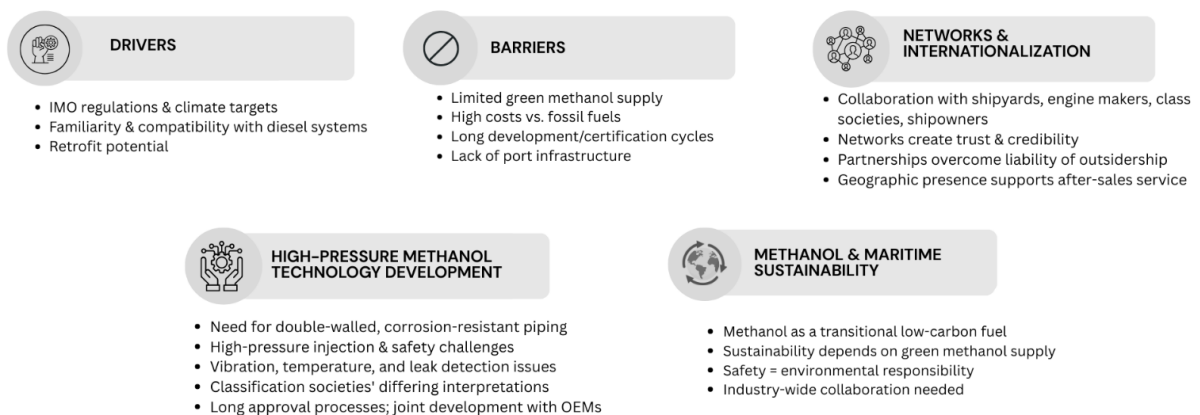 DRIVERS
• IMO regulations & climate targets
• Familiarity & compatibility with diesel systems
• Retrofit potential
BARRIERS
• Limited green methanol supply
• High costs vs. fossil fuels
• Long development/certification cycles
• Lack of port infrastructure
NETWORKS &
INTERNATIONALIZATION
• Collaboration with shipyards, engine makers, class
societies, shipowners
• Networks create trust & credibility
• Partnerships overcome liability of outsidership
• Geographic presence supports after-sales service
HIGH-PRESSURE METHANOL
TECHNOLOGY DEVELOPMENT
• Need for double-walled, corrosion-resistant piping
• High-pressure injection & safety challenges
• Vibration, temperature, and leak detection issues
• Classification societies' differing interpretations
• Long approval processes; joint development with OEMs
METHANOL & MARITIME
SUSTAINABILITY
• Methanol as a transitional low-carbon fuel
• Sustainability depends on green methanol supply
• Safety = environmental responsibility
• Industry-wide collaboration needed